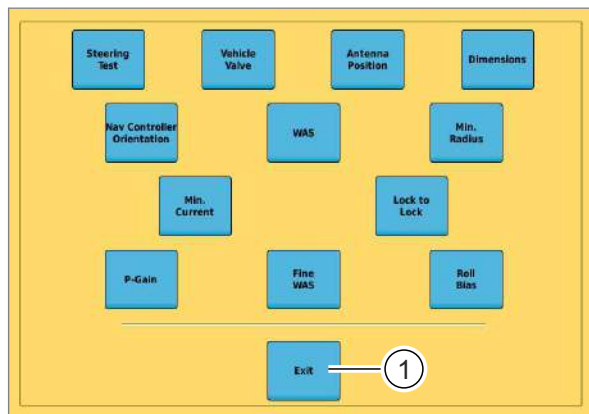 Steering
Test
Vehicle
Valve
Antenna
Position
Dimensions
Nav Controller
Orientation
WAS
Min.
Radius
Min.
Current
Lock to
Lock
P-Gain
Fine
WAS
Roll
Bias
Exit
1